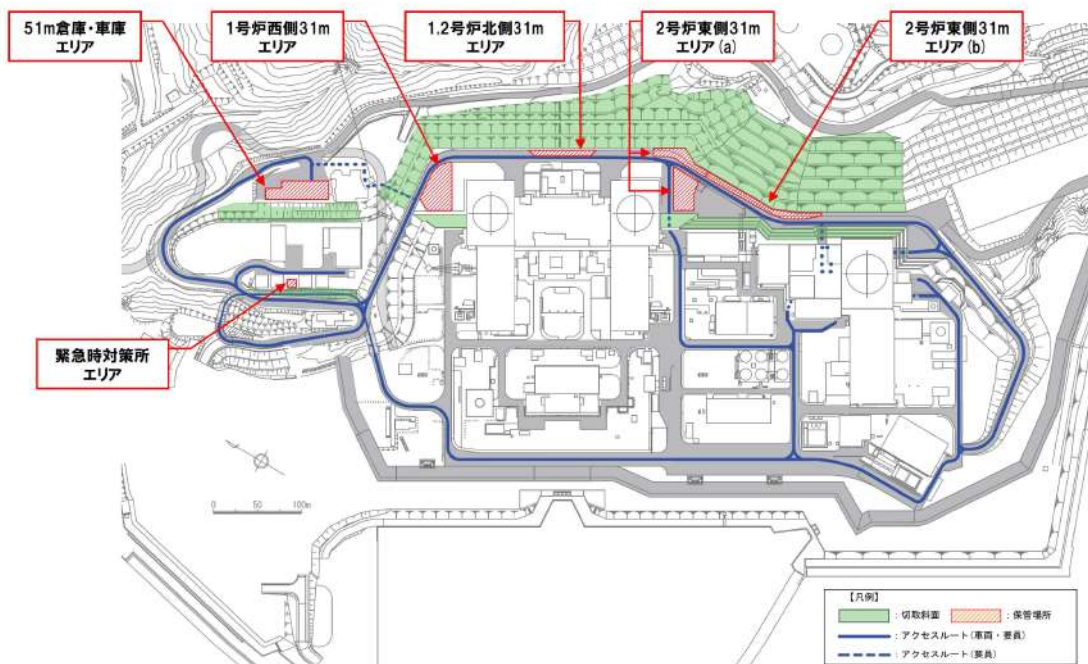 51m倉庫・車庫
エリア
1号炉西側31m
エリア
1,2号炉北側31m
エリア
2号炉東側31m
エリア(a)
2号炉東側31m
エリア(b)
緊急時対策所
エリア
0 50 100m
【凡例】
：切取斜面 ：保管場所
：アクセスルート(車両・要員)
：アクセスルート(要員)